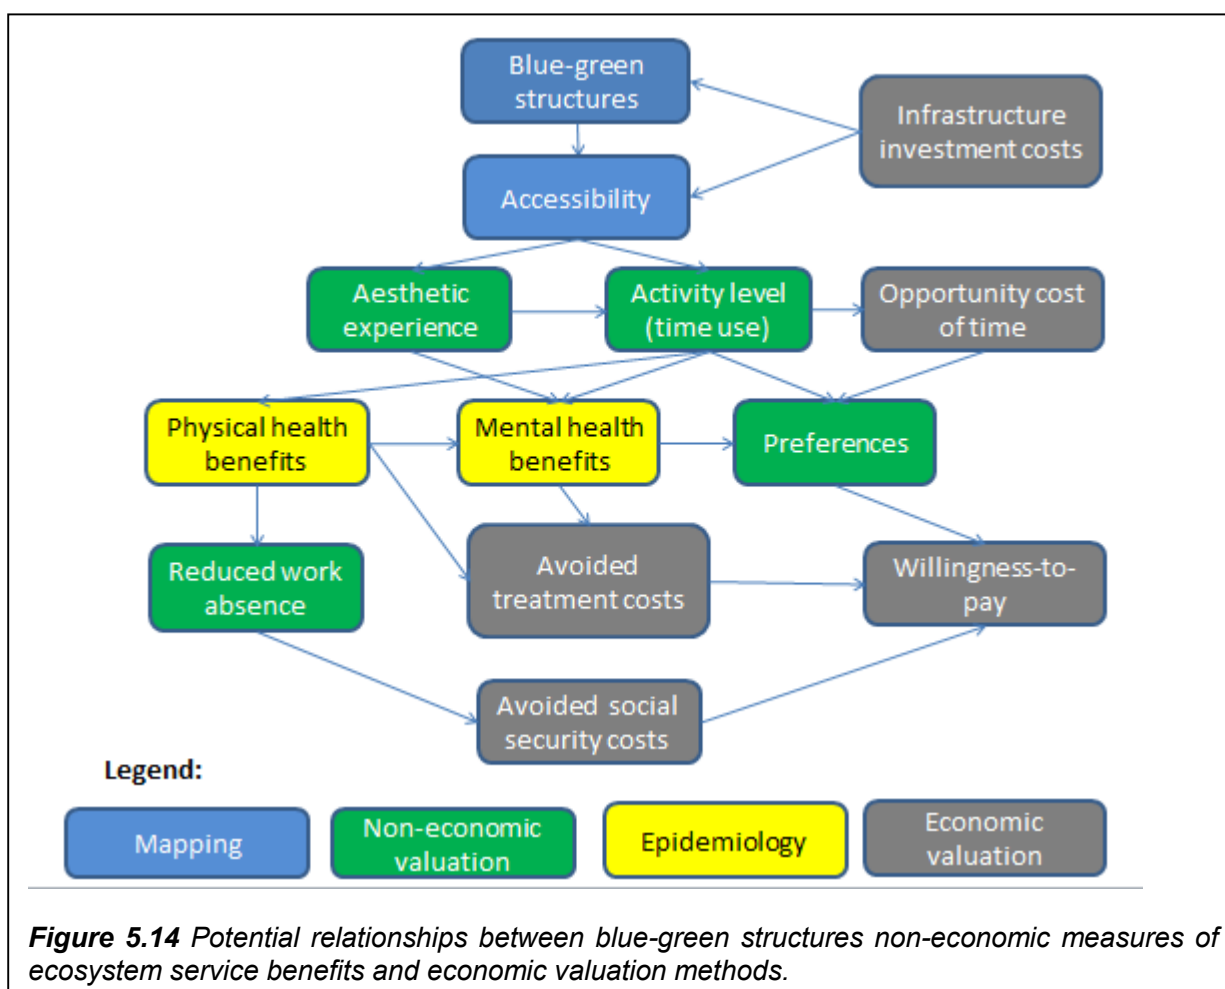 Blue-green
structures
Infrastructure
investment costs
Accessibility
Aesthetic
experience
Activity level
(time use)
Opportunity cost
of time
Physical health
benefits
Mental health
benefits
Preferences
Reduced work
absence
Avoided
treatment costs
Willingness-to-
pay
Avoided social
security costs
Legend:
Mapping
Non-economic
valuation
Epidemiology
Economic
valuation
Figure 5.14 Potential relationships between blue-green structures non-economic measures of
ecosystem service benefits and economic valuation methods.